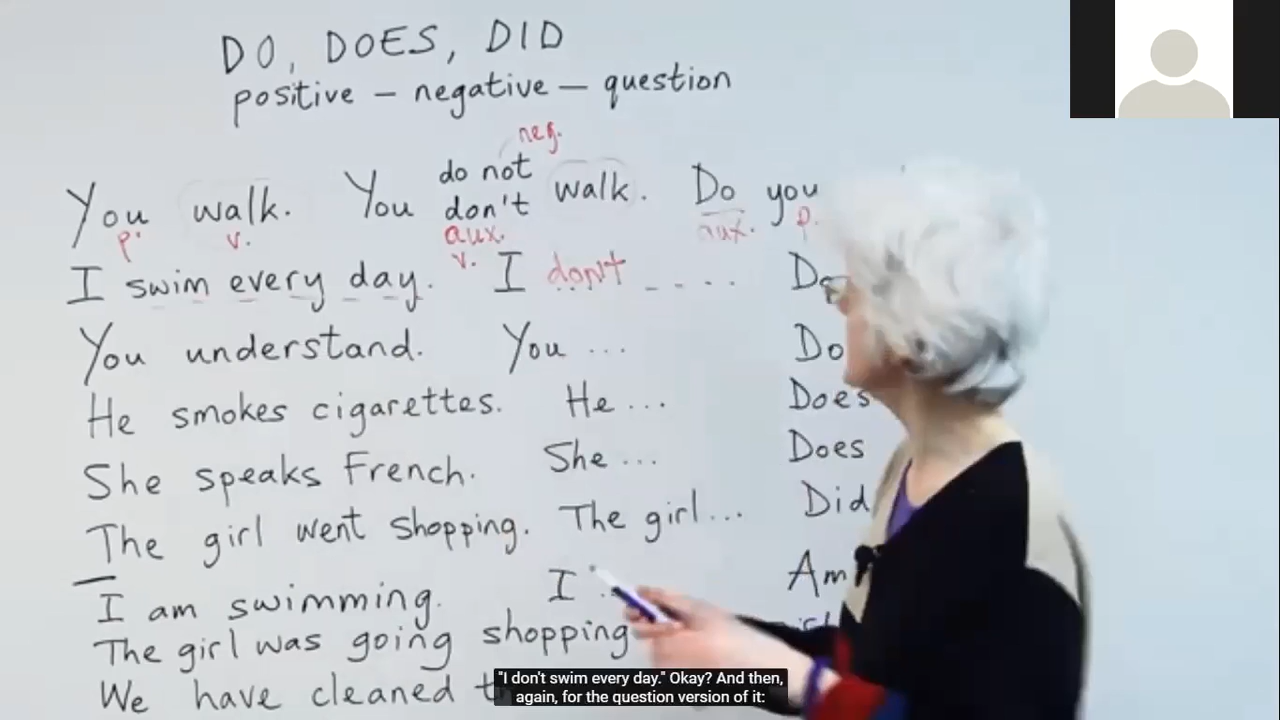 DO, DOES, DID
positive – negative – question
neg.
do not
You walk. You don't walk. Do you
p. v. aux. v. aux. p.
I swim every day. I don't _ . . . . Do
You understand. You ... Do
He smokes cigarettes. He ... Does
She speaks French. She ... Does
The girl went shopping. The girl ... Did
I am swimming. I Am
The girl was going shopping
We have cleaned
"I don't swim every day." Okay? And then,
again, for the question version of it: